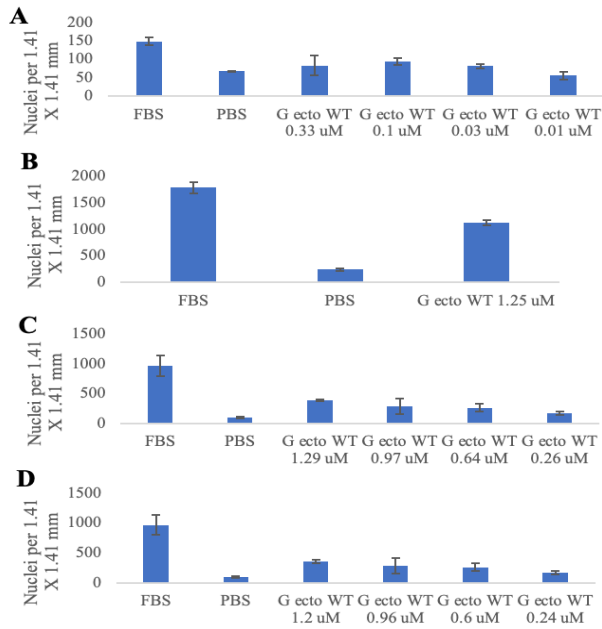 A
Nuclei per 1.41
X 1.41 mm
200
150
100
50
0
FBS
PBS
G ecto WT
0.33 uM
G ecto WT
0.1 uM
G ecto WT
0.03 uM
G ecto WT
0.01 uM
B
Nuclei per 1.41
X 1.41 mm
2000
1500
1000
500
0
FBS
PBS
G ecto WT 1.25 uM
C
Nuclei per 1.41
X 1.41 mm
1500
1000
500
0
FBS
PBS
G ecto WT
1.29 uM
G ecto WT
0.97 uM
G ecto WT
0.64 uM
G ecto WT
0.26 uM
D
Nuclei per 1.41
X 1.41 mm
1500
1000
500
0
FBS
PBS
G ecto WT
1.2 uM
G ecto WT
0.96 uM
G ecto WT
0.6 uM
G ecto WT
0.24 uM